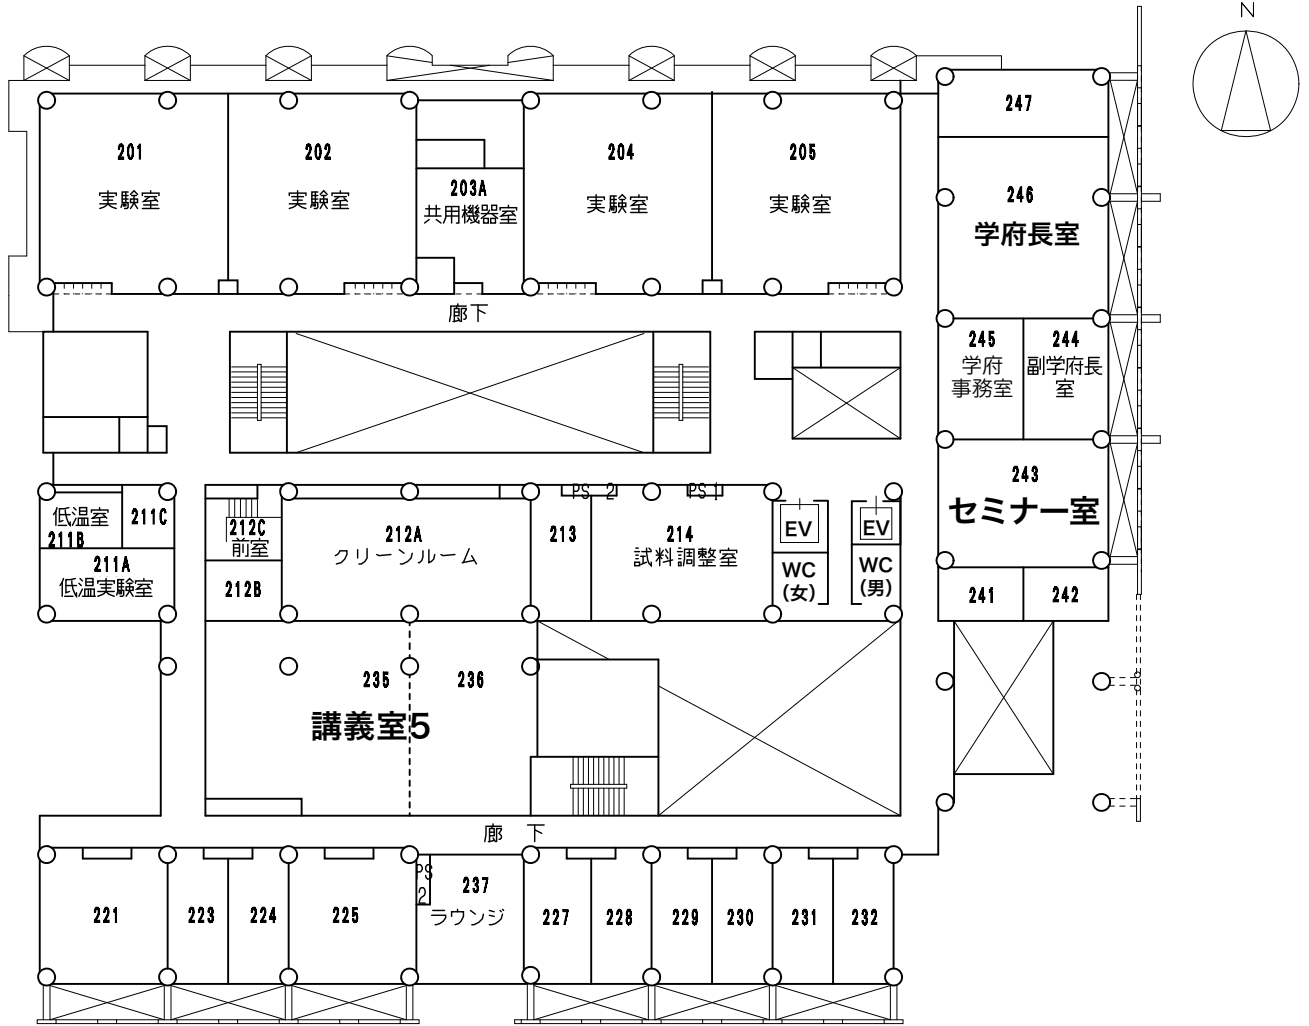 N
247
201
202
204
205
203A
246
実験室
実験室
共用機器室
実験室
実験室
学府長室
廊下
245
244
学府
事務室
副学府長
室
243
セミナー室
PS 2
PS 1
低温室
211C
211B
212C
前室
212A
クリーンルーム
213
214
試料調整室
EV
EV
211A
低温実験室
212B
WC
(女)
WC
(男)
241
242
235
236
講義室5
廊 下
PS
2
237
ラウンジ
221
223
224
225
227
228
229
230
231
232